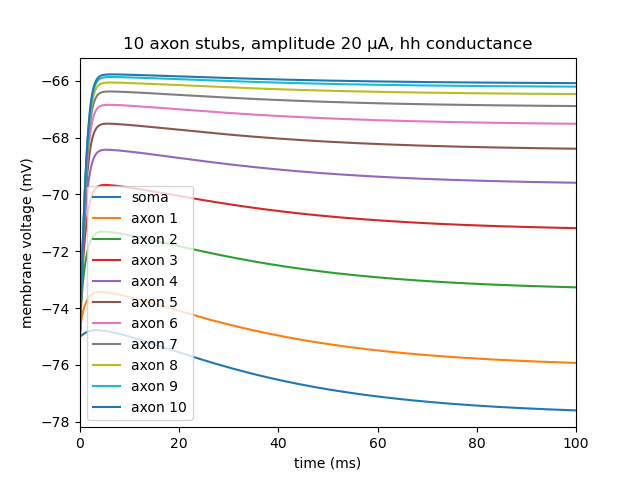 10 axon stubs, amplitude 20 μA, hh conductance
membrane voltage (mV)
−66
−68
−70
−72
−74
−76
−78
soma
axon 1
axon 2
axon 3
axon 4
axon 5
axon 6
axon 7
axon 8
axon 9
axon 10
0 20 40 60 80 100
time (ms)